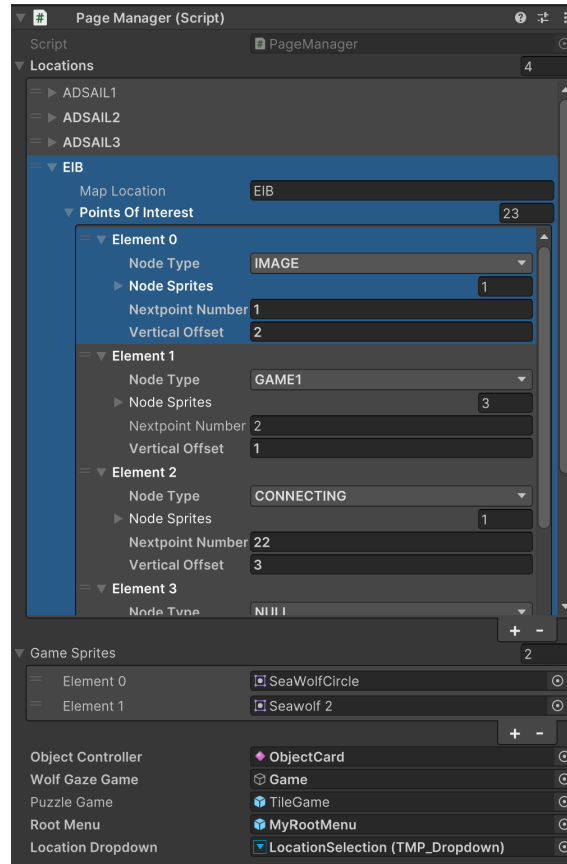 # Page Manager (Script)
Script # PageManager
Locations 4
ADSAIL1
ADSAIL2
ADSAIL3
EIB
Map Location EIB
Points Of Interest 23
Element 0
Node Type IMAGE
Node Sprites 1
Nextpoint Number 1
Vertical Offset 2
Element 1
Node Type GAME1
Node Sprites 3
Nextpoint Number 2
Vertical Offset 1
Element 2
Node Type CONNECTING
Node Sprites 1
Nextpoint Number 22
Vertical Offset 3
Element 3
Node Type NULL
+ -
Game Sprites 2
Element 0 SeaWolfCircle
Element 1 Seawolf 2
+ -
Object Controller ObjectCard
Wolf Gaze Game Game
Puzzle Game TileGame
Root Menu MyRootMenu
Location Dropdown LocationSelection (TMP_Dropdown)